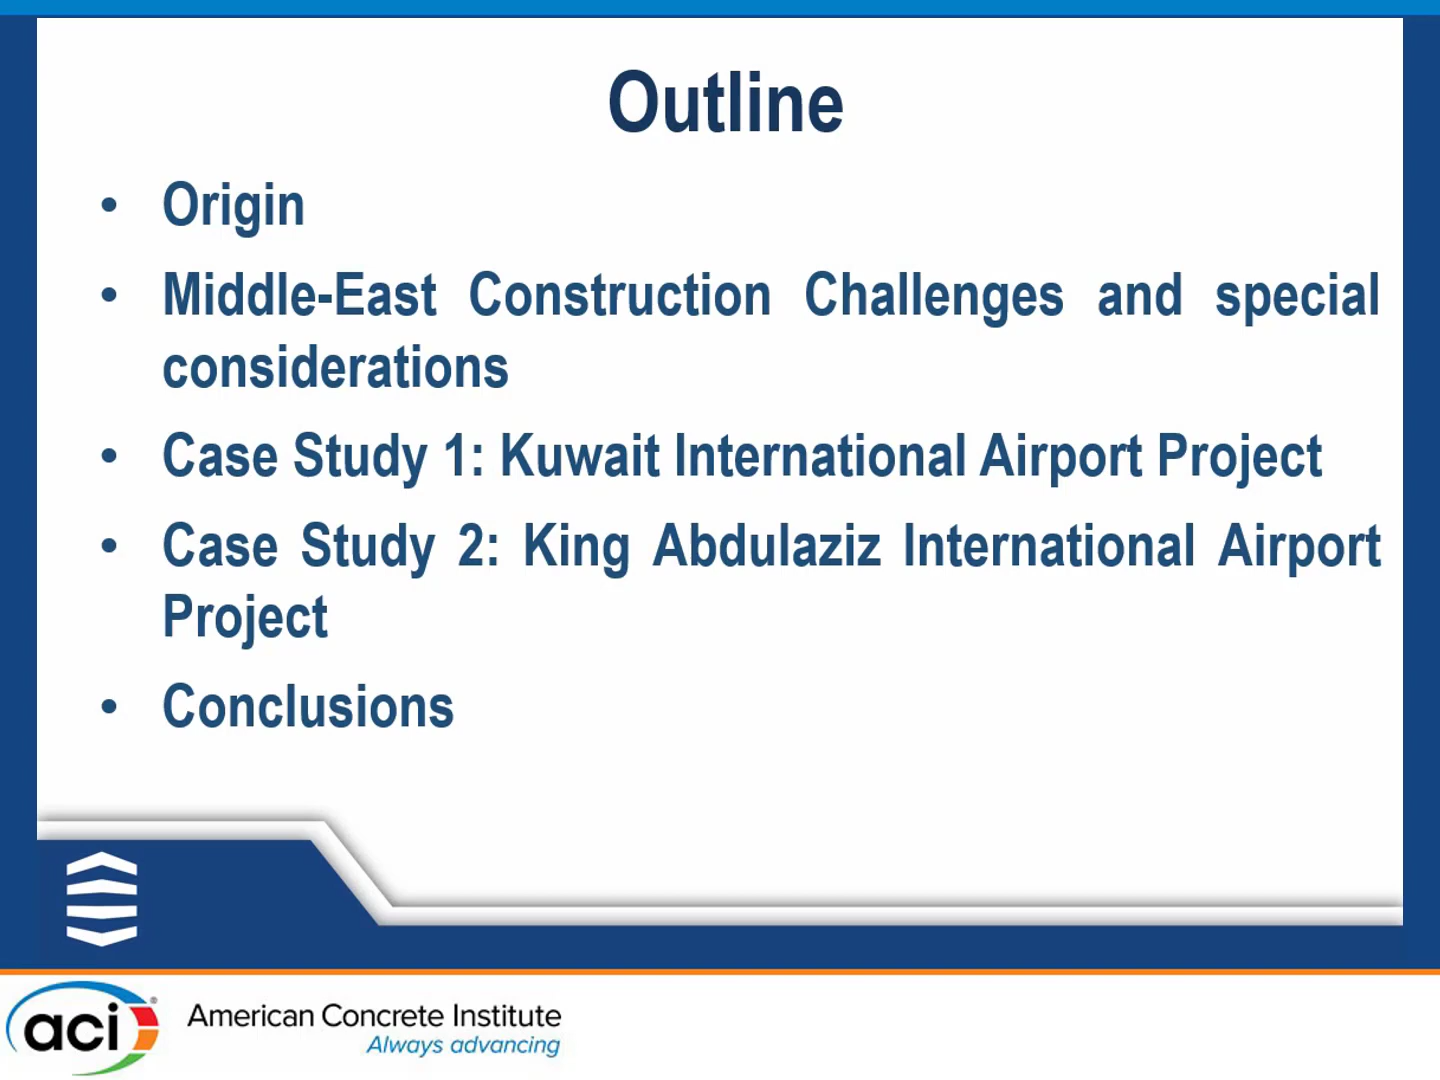 Outline
• Origin
• Middle-East Construction Challenges and special
considerations
• Case Study 1: Kuwait International Airport Project
• Case Study 2: King Abdulaziz International Airport
Project
• Conclusions
aci®
American Concrete Institute
Always advancing